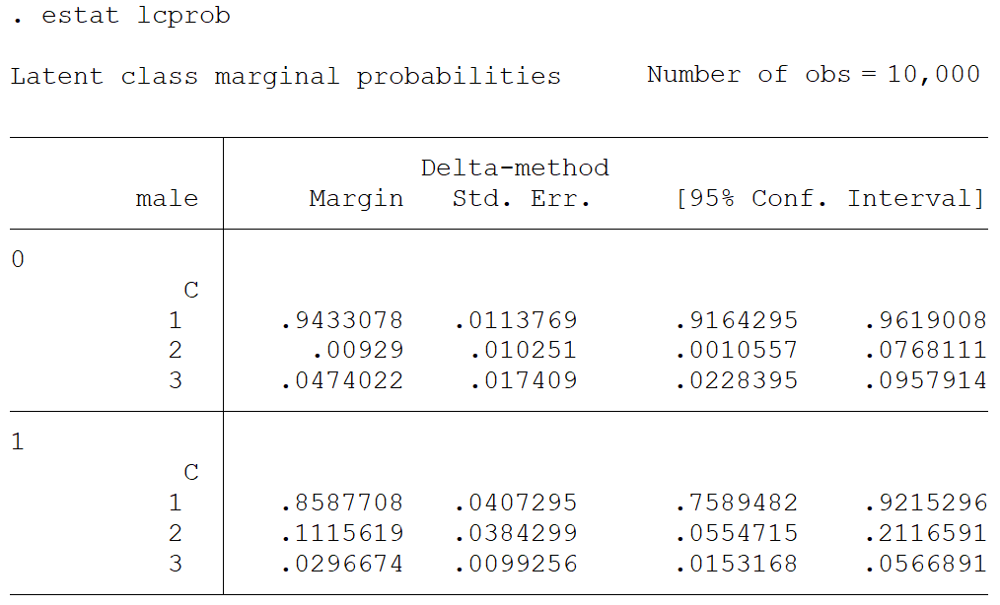 . estat lcprob
Latent class marginal probabilities Number of obs = 10,000
Delta-method
male Margin Std. Err. [95% Conf. Interval]
0
C
1 .9433078 .0113769 .9164295 .9619008
2 .00929 .010251 .0010557 .0768111
3 .0474022 .017409 .0228395 .0957914
1
C
1 .8587708 .0407295 .7589482 .9215296
2 .1115619 .0384299 .0554715 .2116591
3 .0296674 .0099256 .0153168 .0566891